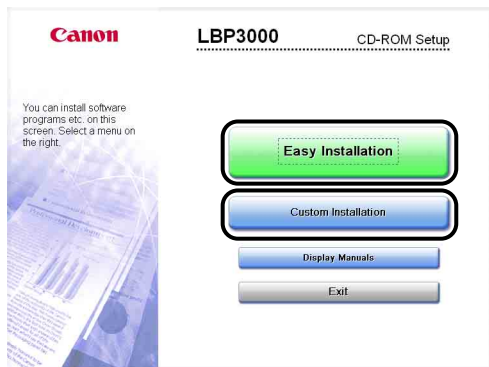 Canon
LBP3000
CD-ROM Setup
You can install software
programs etc. on this
screen. Select a menu on
the right.
Easy Installation
Custom Installation
Display Manuals
Exit